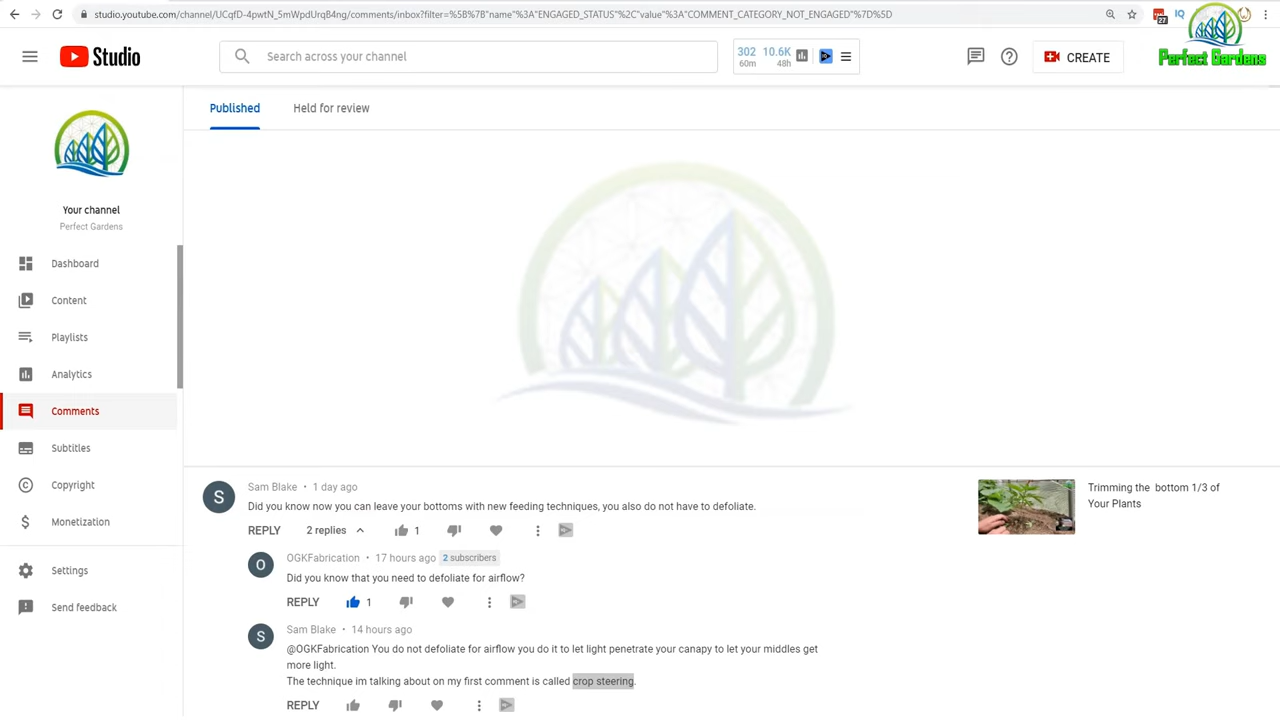 studio.youtube.com/channel/UCqfD-4pwtN_5mWpdUrqB4ng/comments/inbox?filter=%5B%7B"name"%3A"ENGAGED_STATUS"%2C"value"%3A"COMMENT_CATEGORY_NOT_ENGAGED"%7D%5D
27
IQ
Studio
Search across your channel
302 10.6K
60m 48h
CREATE
Perfect Gardens
Published
Held for review
Your channel
Perfect Gardens
Dashboard
Content
Playlists
Analytics
Comments
Subtitles
Copyright
Monetization
Settings
Send feedback
S
Sam Blake • 1 day ago
Did you know now you can leave your bottoms with new feeding techniques, you also do not have to defoliate.
REPLY 2 replies 1
Trimming the bottom 1/3 of
Your Plants
O
OGKFabrication • 17 hours ago 2 subscribers
Did you know that you need to defoliate for airflow?
REPLY 1
S
Sam Blake • 14 hours ago
@OGKFabrication You do not defoliate for airflow you do it to let light penetrate your canapy to let your middles get
more light.
The technique im talking about on my first comment is called crop steering.
REPLY